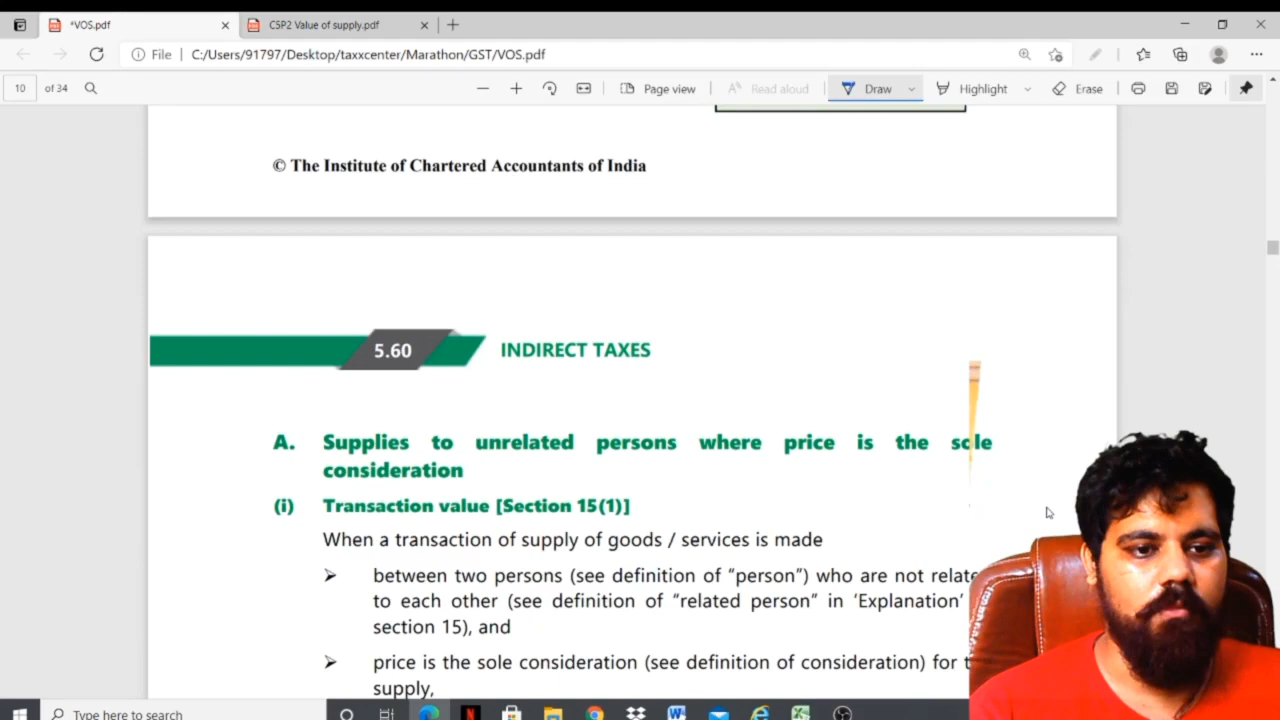 *VOS.pdf
C5P2 Value of supply.pdf
File
C:/Users/91797/Desktop/taxxcenter/Marathon/GST/VOS.pdf
10 of 34
Page view
Read aloud
Draw
Highlight
Erase
© The Institute of Chartered Accountants of India
5.60 INDIRECT TAXES
A. Supplies to unrelated persons where price is the sole
consideration
(i) Transaction value [Section 15(1)]
When a transaction of supply of goods / services is made
➢ between two persons (see definition of “person”) who are not relate
to each other (see definition of “related person” in ‘Explanation’
section 15), and
➢ price is the sole consideration (see definition of consideration) for t
supply,
Type here to search